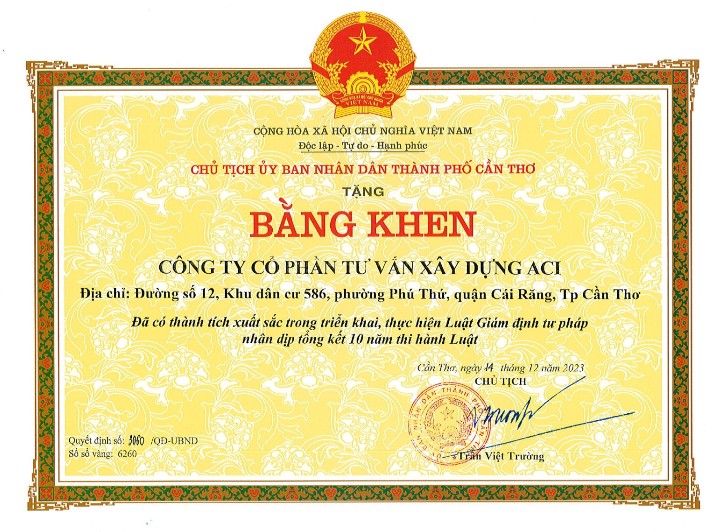 VIỆT NAM
CỘNG HÒA XÃ HỘI CHỦ NGHĨA VIỆT NAM
Độc lập - Tự do - Hạnh phúc
CHỦ TỊCH ỦY BAN NHÂN DÂN THÀNH PHỐ CẦN THƠ
TẶNG
BẰNG KHEN
CÔNG TY CỔ PHẦN TƯ VẤN XÂY DỰNG ACI
Địa chỉ: Đường số 12, Khu dân cư 586, phường Phú Thứ, quận Cái Răng, Tp Cần Thơ
Đã có thành tích xuất sắc trong triển khai, thực hiện Luật Giám định tư pháp
nhân dịp tổng kết 10 năm thi hành Luật
Cần Thơ, ngày 14 tháng 12 năm 2023
CHỦ TỊCH
Quyết định số: 3060 /QĐ-UBND
Số sổ vàng: 6260
Trần Việt Trường